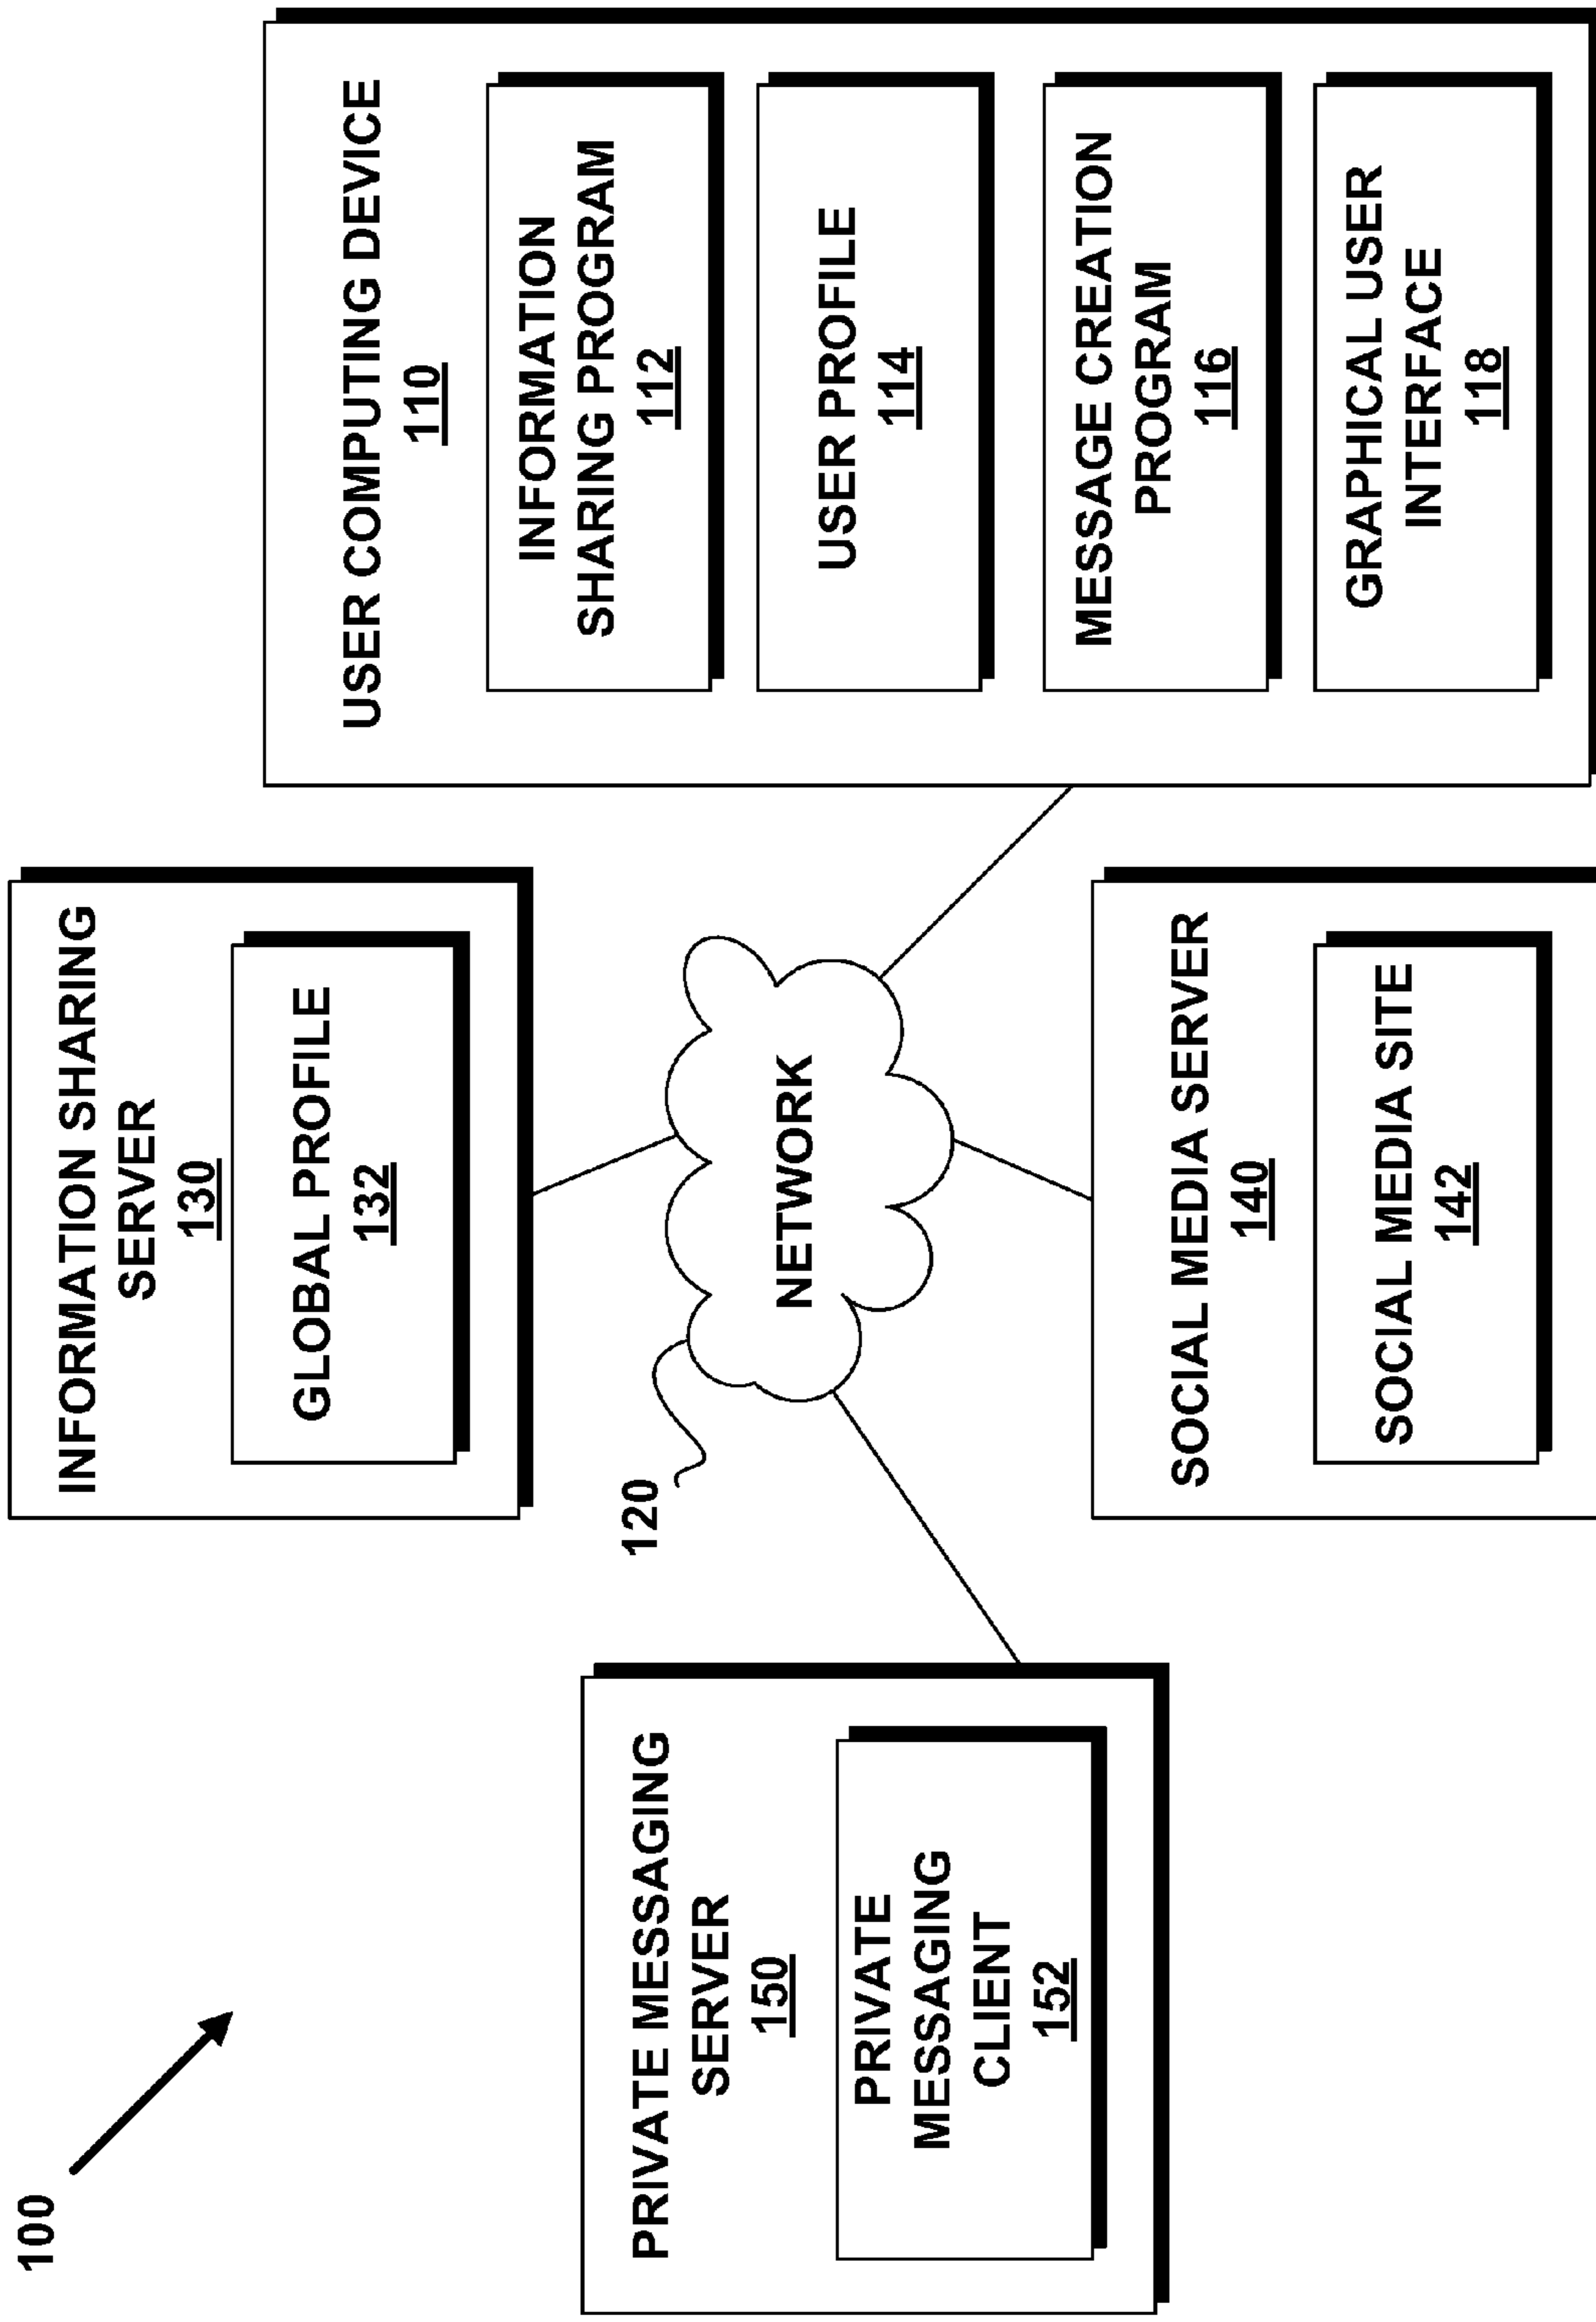 100
INFORMATION SHARING
SERVER
130
GLOBAL PROFILE
132
USER COMPUTING DEVICE
110
INFORMATION
SHARING PROGRAM
112
USER PROFILE
114
MESSAGE CREATION
PROGRAM
116
GRAPHICAL USER
INTERFACE
118
120
NETWORK
PRIVATE MESSAGING
SERVER
150
PRIVATE
MESSAGING
CLIENT
152
SOCIAL MEDIA SERVER
140
SOCIAL MEDIA SITE
142